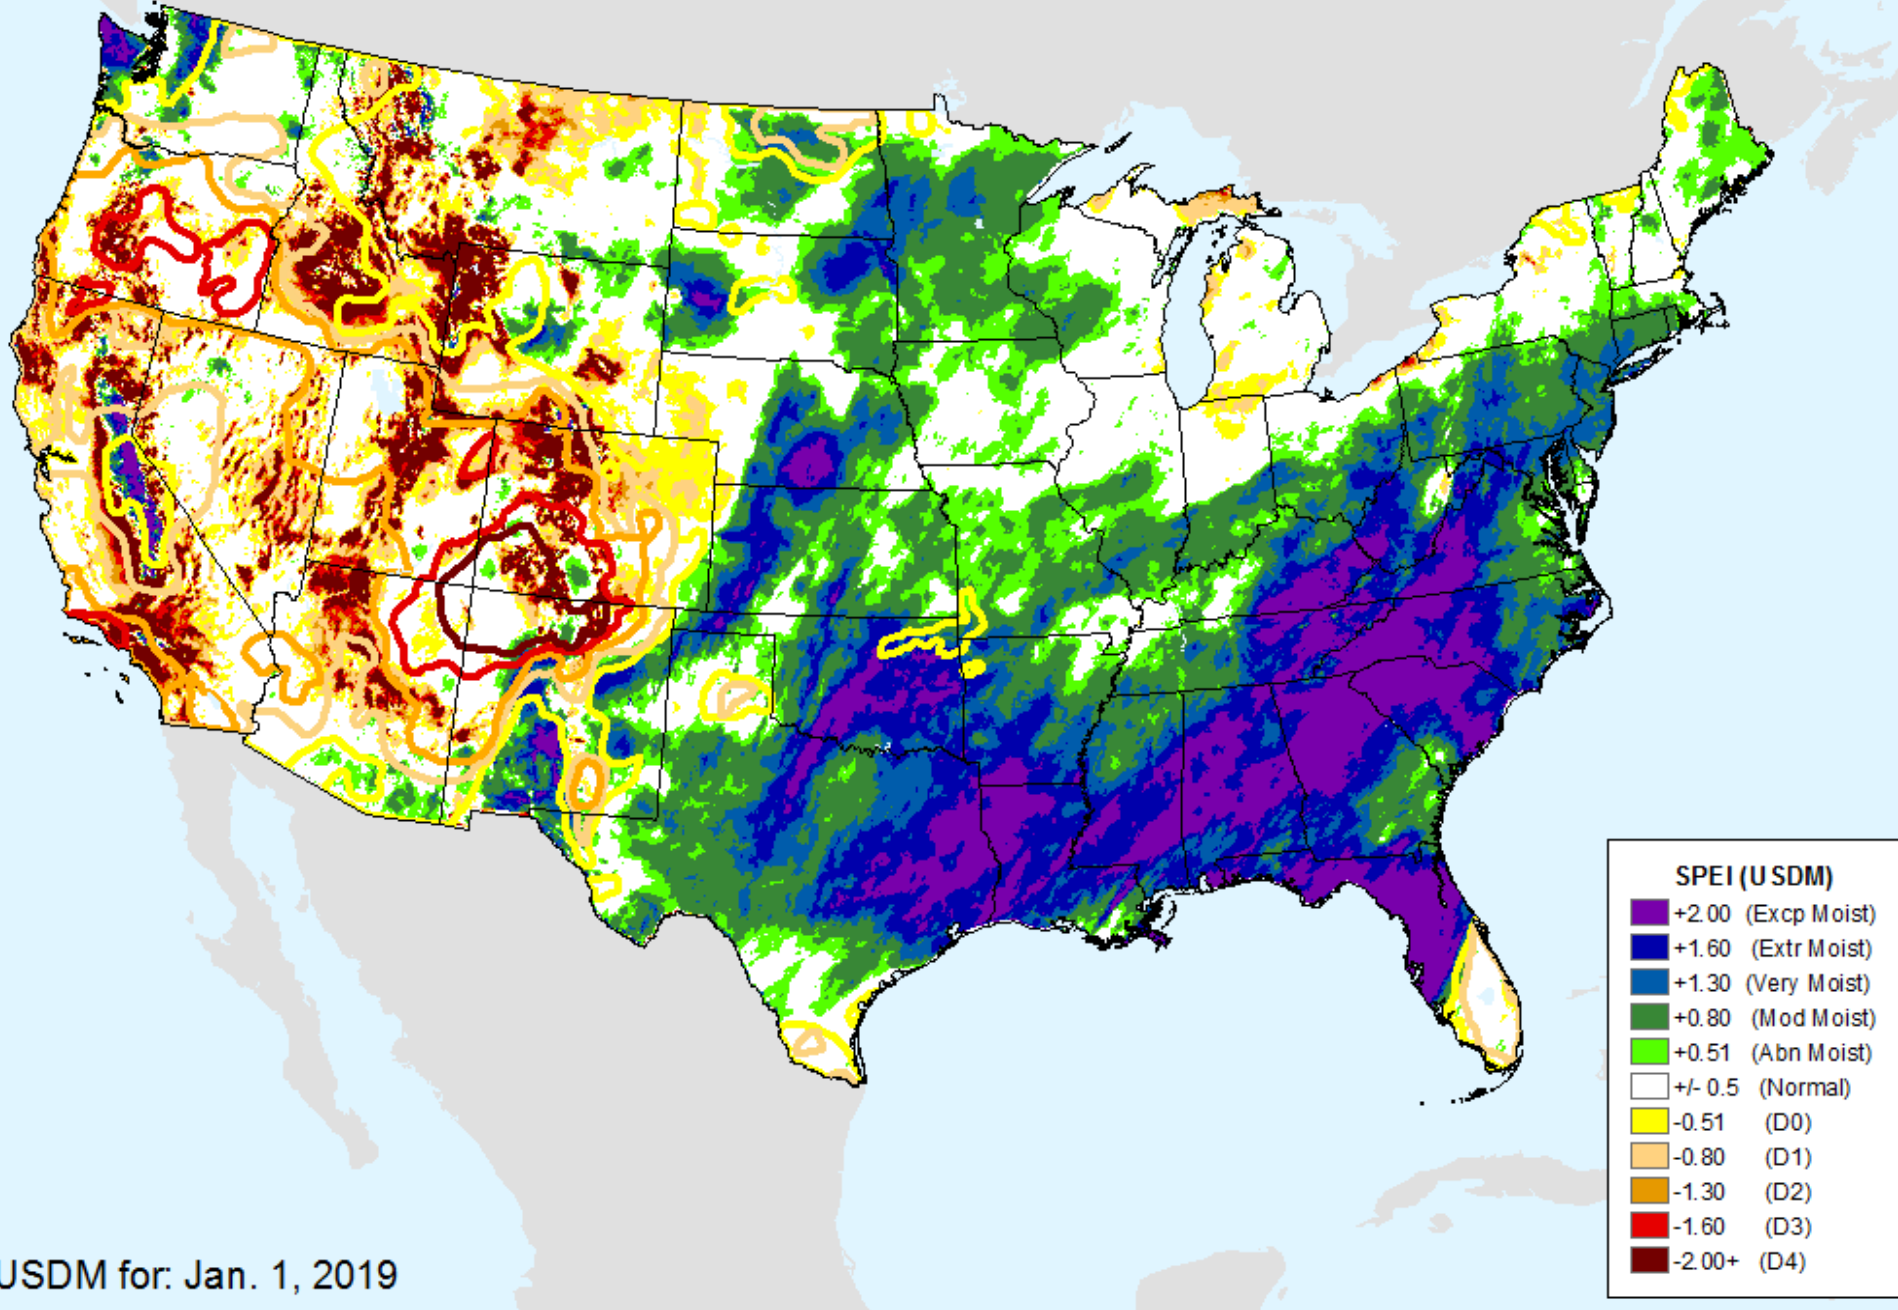 SPEI (USDM)
+2.00 (Excp Moist)
+1.60 (Extr Moist)
+1.30 (Very Moist)
+0.80 (Mod Moist)
+0.51 (Abn Moist)
+/- 0.5 (Normal)
-0.51 (D0)
-0.80 (D1)
-1.30 (D2)
-1.60 (D3)
-2.00+ (D4)
USDM for: Jan. 1, 2019